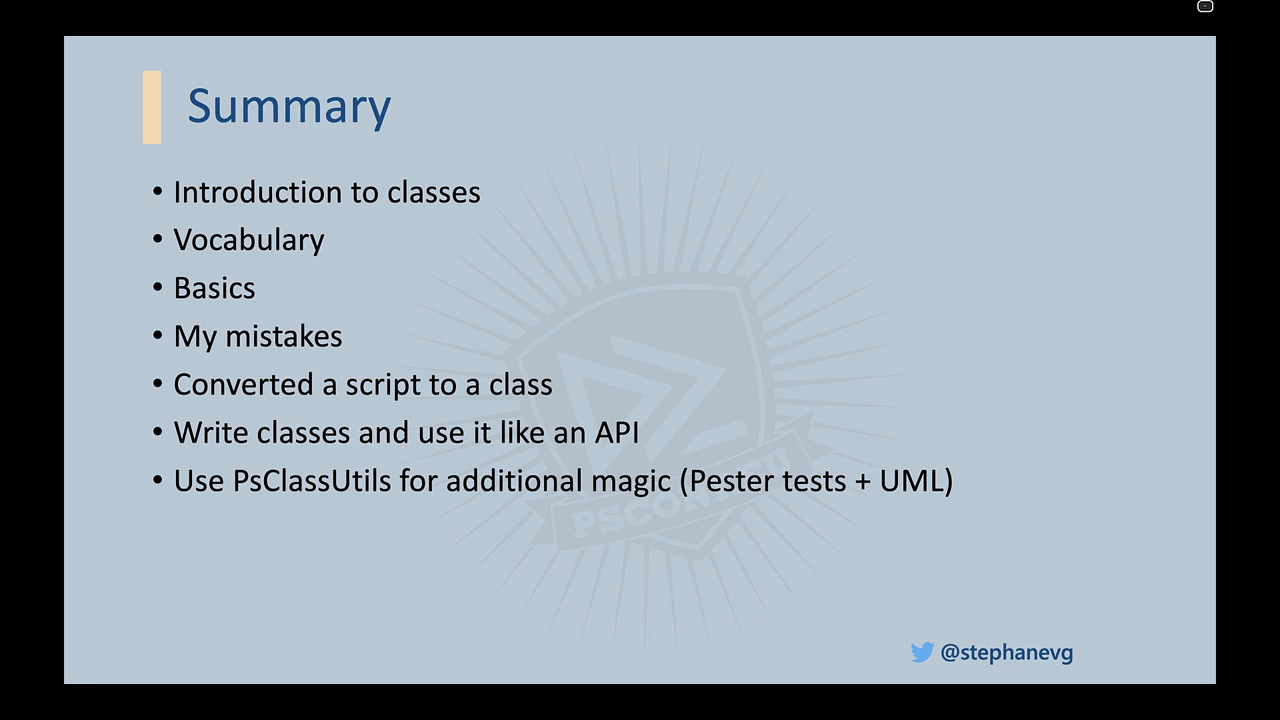 Summary
• Introduction to classes
• Vocabulary
• Basics
• My mistakes
• Converted a script to a class
• Write classes and use it like an API
• Use PsClassUtils for additional magic (Pester tests + UML)
@stephanevg